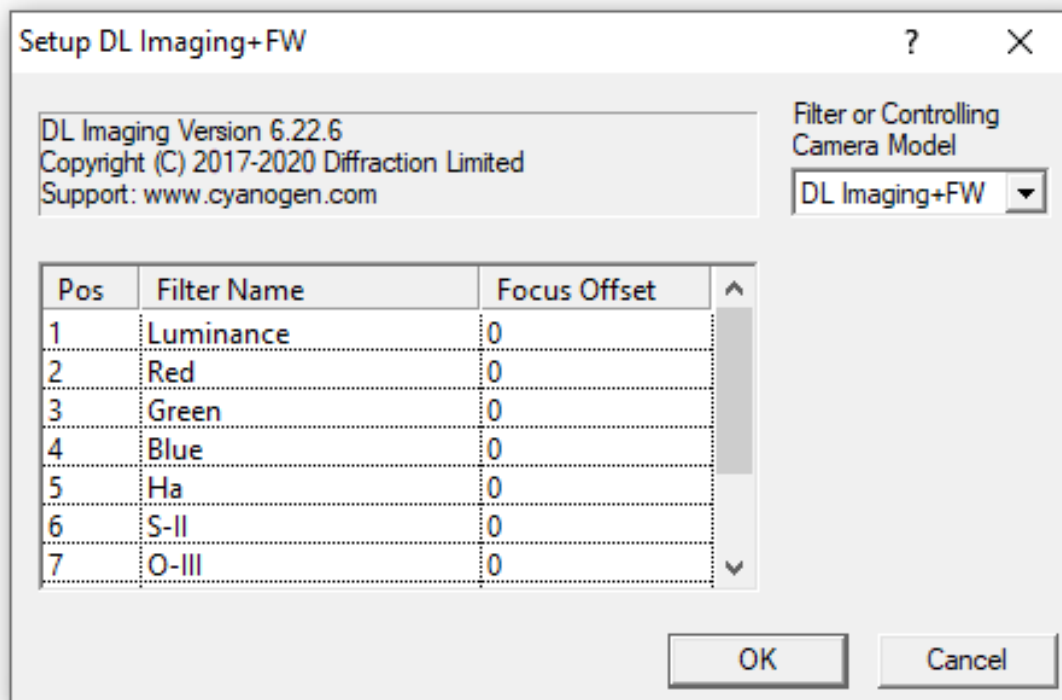 Setup DL Imaging+FW
?
DL Imaging Version 6.22.6
Copyright (C) 2017-2020 Diffraction Limited
Support: www.cyanogen.com
Filter or Controlling
Camera Model
DL Imaging+FW
Pos Filter Name Focus Offset
1 Luminance 0
2 Red 0
3 Green 0
4 Blue 0
5 Ha 0
6 S-II 0
7 O-III 0
OK Cancel